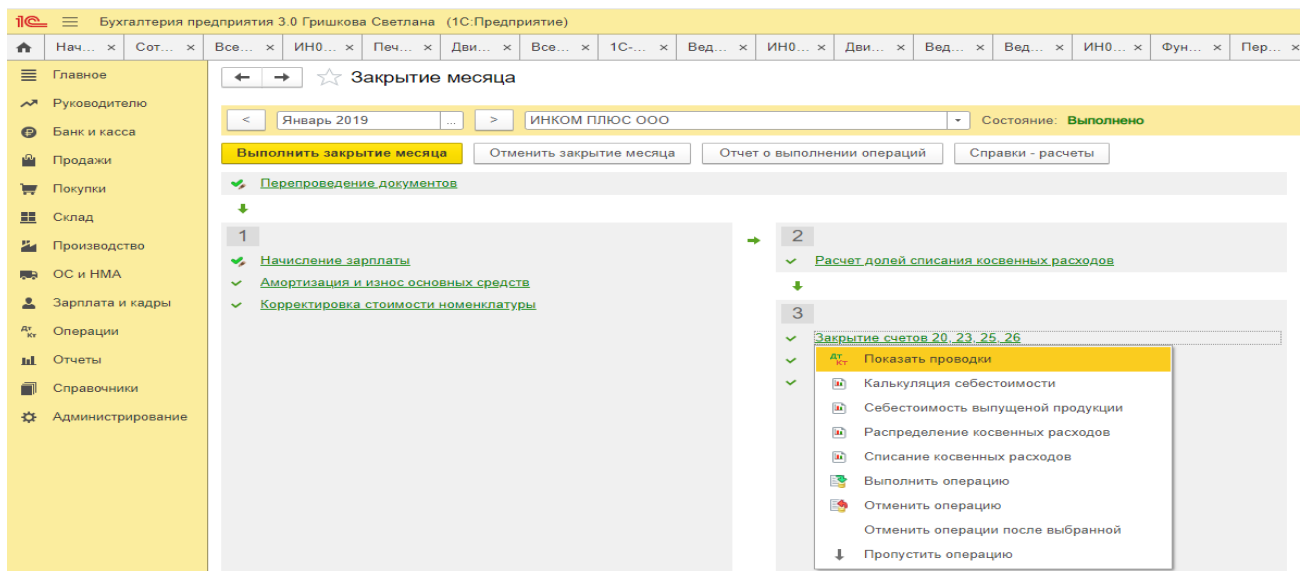 1С Бухгалтерия предприятия 3.0 Гришкова Светлана (1С:Предприятие)
Нач... × Сот... × Все... × ИН0... × Печ... × Дви... × Все... × 1С-... × Вед... × ИН0... × Дви... × Вед... × Вед... × ИН0... × Фун... × Пер... ×
Главное
Руководителю
Банк и касса
Продажи
Покупки
Склад
Производство
ОС и НМА
Зарплата и кадры
Операции
Отчеты
Справочники
Администрирование
Закрытие месяца
< Январь 2019 ... > ИНКОМ ПЛЮС ООО Состояние: Выполнено
Выполнить закрытие месяца Отменить закрытие месяца Отчет о выполнении операций Справки - расчеты
Перепроведение документов
1
Начисление зарплаты
Амортизация и износ основных средств
Корректировка стоимости номенклатуры
2
Расчет долей списания косвенных расходов
3
Закрытие счетов 20, 23, 25, 26
Дт Кт Показать проводки
Калькуляция себестоимости
Себестоимость выпущеной продукции
Распределение косвенных расходов
Списание косвенных расходов
Выполнить операцию
Отменить операцию
Отменить операции после выбранной
Пропустить операцию